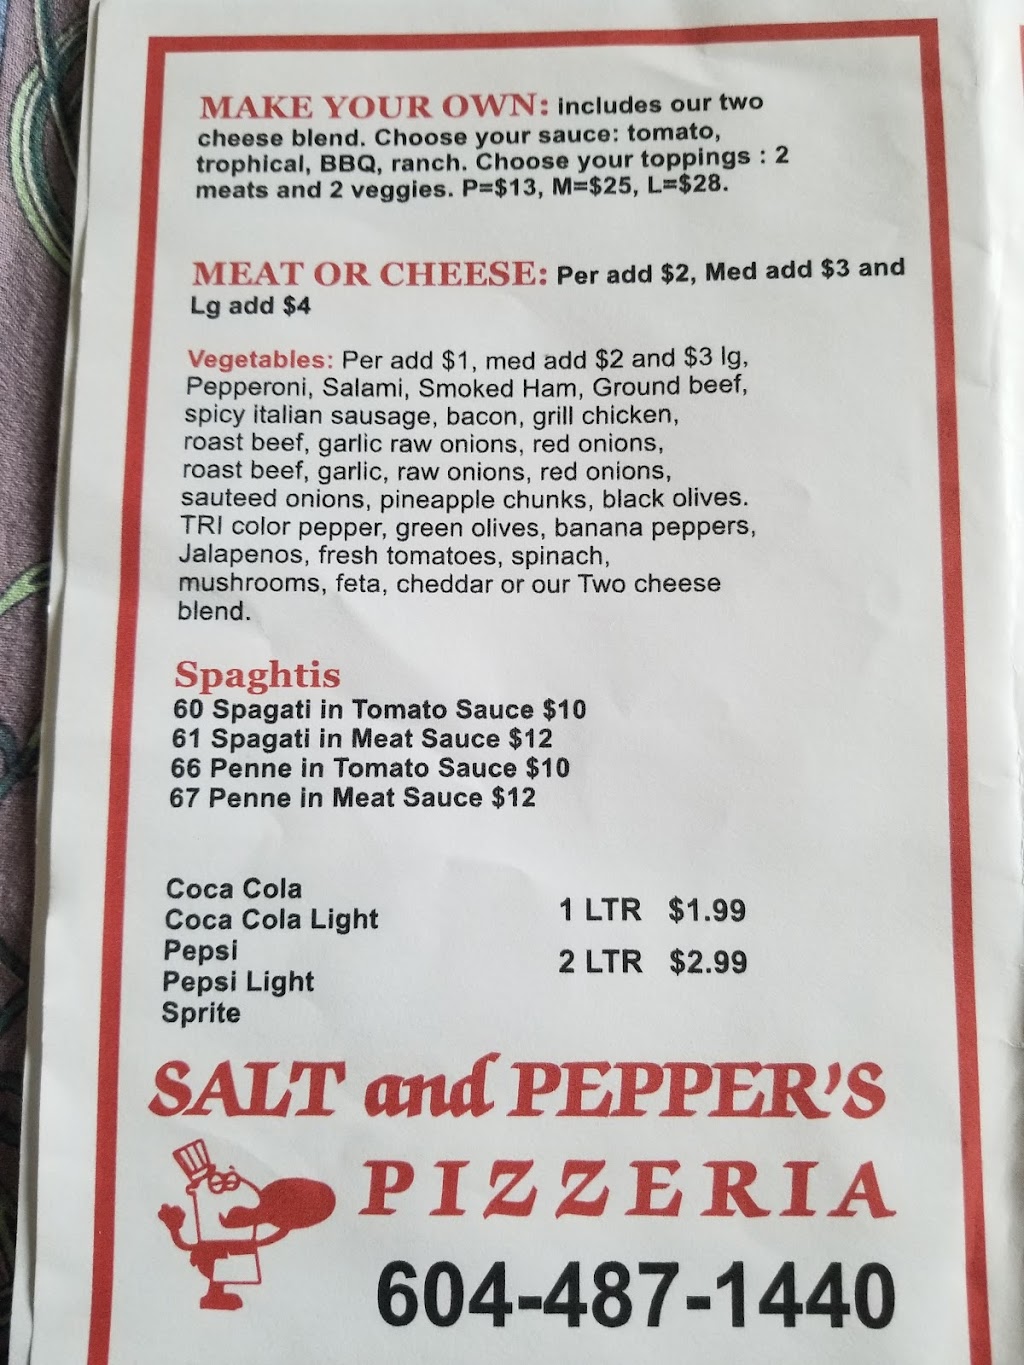 MAKE YOUR OWN: includes our two
cheese blend. Choose your sauce: tomato,
trophical, BBQ, ranch. Choose your toppings : 2
meats and 2 veggies. P=$13, M=$25, L=$28.
MEAT OR CHEESE: Per add $2, Med add $3 and
Lg add $4
Vegetables: Per add $1, med add $2 and $3 lg,
Pepperoni, Salami, Smoked Ham, Ground beef,
spicy italian sausage, bacon, grill chicken,
roast beef, garlic raw onions, red onions,
roast beef, garlic, raw onions, red onions,
sauteed onions, pineapple chunks, black olives.
TRI color pepper, green olives, banana peppers,
Jalapenos, fresh tomatoes, spinach,
mushrooms, feta, cheddar or our Two cheese
blend.
Spaghtis
60 Spagati in Tomato Sauce $10
61 Spagati in Meat Sauce $12
66 Penne in Tomato Sauce $10
67 Penne in Meat Sauce $12
Coca Cola
Coca Cola Light
Pepsi
Pepsi Light
Sprite
1 LTR $1.99
2 LTR $2.99
SALT and PEPPER'S
PIZZERIA
604-487-1440